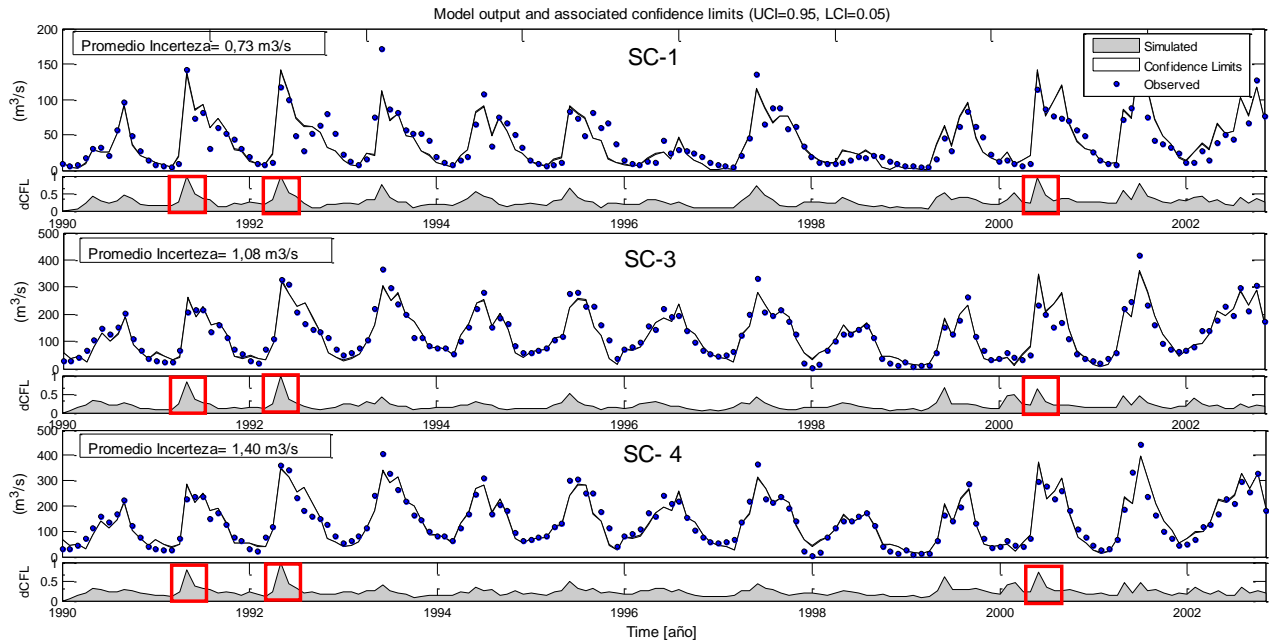 Model output and associated confidence limits (UCI=0.95, LCI=0.05)
200
150
100
50
0
(m³/s)
Promedio Incerteza= 0,73 m3/s
SC-1
Simulated
Confidence Limits
Observed
1
0.5
0
dCFL
1990 1992 1994 1996 1998 2000 2002
500
400
300
200
100
0
(m³/s)
Promedio Incerteza= 1,08 m3/s
SC-3
1
0.5
0
dCFL
1990 1992 1994 1996 1998 2000 2002
500
400
300
200
100
0
(m³/s)
Promedio Incerteza= 1,40 m3/s
SC- 4
1
0.5
0
dCFL
1990 1992 1994 1996 1998 2000 2002
Time [año]